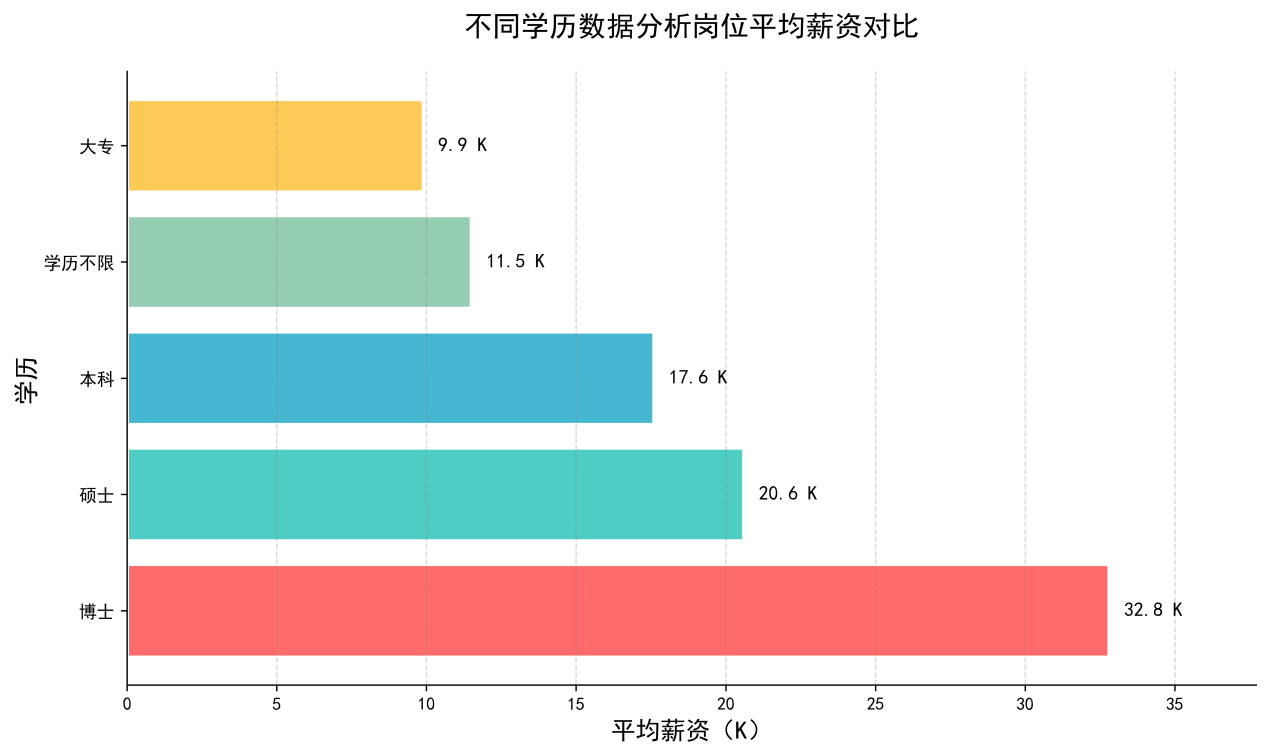 不同学历数据分析岗位平均薪资对比
大专
9.9 K
学历不限
11.5 K
本科
17.6 K
硕士
20.6 K
博士
32.8 K
学历
0 5 10 15 20 25 30 35
平均薪资（K）